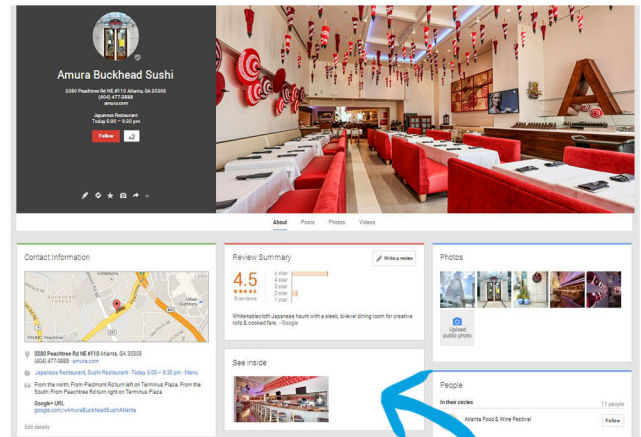 Amura Buckhead Sushi
3280 Peachtree Rd NE #110 Atlanta, GA 30305
(404) 477-3888
amura.com
Japanese Restaurant
Today 5:00 – 9:30 pm
Follow
+2
About Posts Photos Videos
Contact Information
BUCKHEAD
FOREST
Peachtree
3280 Peachtree Rd NE #110 Atlanta, GA 30305
(404) 477-3888 · amura.com
Japanese Restaurant, Sushi Restaurant · Today 5:00 – 9:30 pm · Menu
From the north: From Piedmont Rd turn left on Terminus Plaza. From the
South: From Peachtree Rd turn right on Terminus Plaza
Google+ URL
google.com/+AmuraBuckheadSushiAtlanta
Edit details
Review Summary
Write a review
4.5
8 reviews
5 star
4 star
3 star
2 star
1 star
White-tablecloth Japanese haunt with a sleek, bi-level dining room for creative
rolls & cooked fare. - Google
See inside
Photos
Upload
public photo
People
In their circles 11 people
Atlanta Food & Wine Festival
Follow